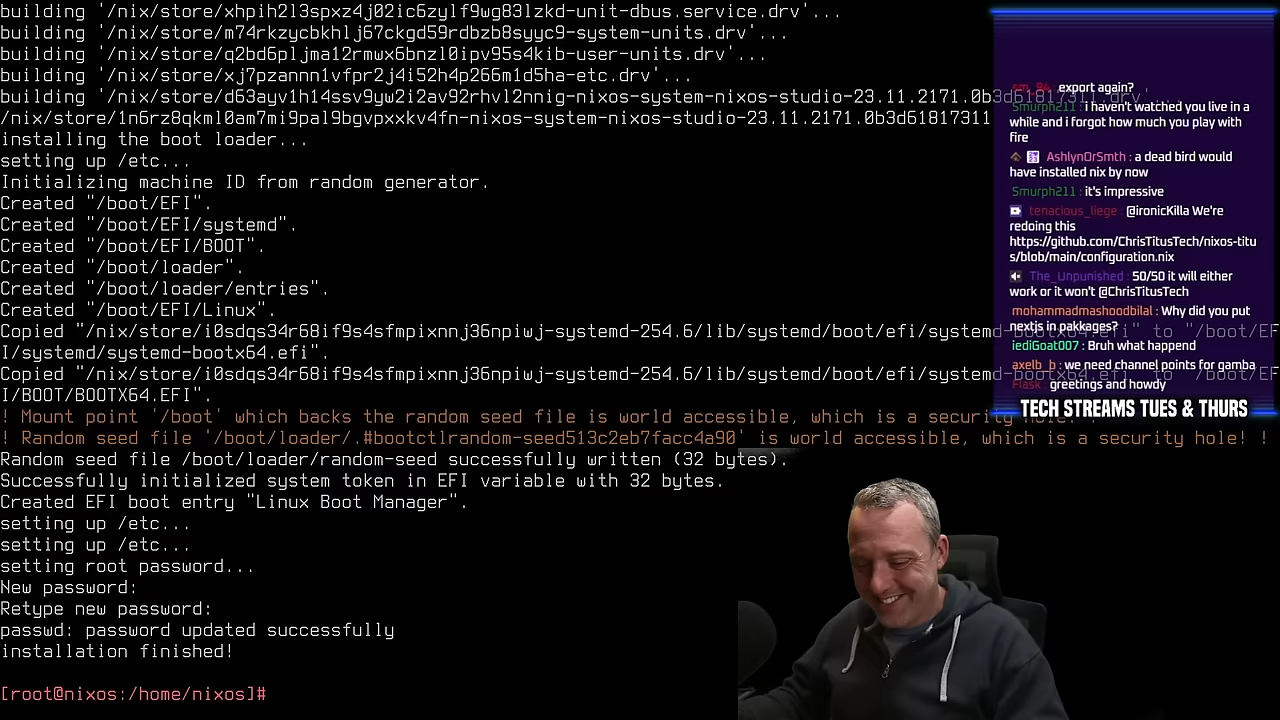 building '/nix/store/xhpih2l3spxz4j02ic6zylf9wg83lzkd-unit-dbus.service.drv'...
building '/nix/store/m74rkzycbkhlj67ckgd59rdbzb8syyc9-system-units.drv'...
building '/nix/store/q2bd6pljma12rmwx6bnzl0ipv95s4kib-user-units.drv'...
building '/nix/store/xj7pzannn1vfpr2j4i52h4p266m1d5ha-etc.drv'...
building '/nix/store/d63ayv1h14ssv9yw2i2av92rhvl2nnig-nixos-system-nixos-studio-23.11.2171.0b3d6181731l.drv'
/nix/store/1n6rz8qkml0am7mi9pal9byvpxxkv4fn-nixos-system-nixos-studio-23.11.2171.0b3d61817311
installing the boot loader...
setting up /etc...
Initializing machine ID from random generator.
Created "/boot/EFI".
Created "/boot/EFI/systemd".
Created "/boot/EFI/BOOT".
Created "/boot/loader".
Created "/boot/loader/entries".
Created "/boot/EFI/Linux".
Copied "/nix/store/i0sdqs34r68if9s4sfmpixnnj36npiwj-systemd-254.6/lib/systemd/boot/efi/systemd-bootx64.efi" to "/boot/EF
I/systemd/systemd-bootx64.efi".
Copied "/nix/store/i0sdqs34r68if9s4sfmpixnnj36npiwj-systemd-254.6/lib/systemd/boot/efi/systemd-bootx64.efi" to "/boot/EF
I/BOOT/BOOTX64.EFI".
! Mount point '/boot' which backs the random seed file is world accessible, which is a security hole! !
! Random seed file '/boot/loader/.#bootctlrandom-seed513c2eb7facc4a90' is world accessible, which is a security hole! !
Random seed file /boot/loader/random-seed successfully written (32 bytes).
Successfully initialized system token in EFI variable with 32 bytes.
Created EFI boot entry "Linux Boot Manager".
setting up /etc...
setting up /etc...
setting root password...
New password:
Retype new password:
passwd: password updated successfully
installation finished!
[root@nixos:/home/nixos]#
sm_94 export again?
Smurph211 : i haven't watched you live in a
while and i forgot how much you play with
fire
AshlynOrSmth : a dead bird would
have installed nix by now
Smurph211 : it's impressive
tenacious_liege : @ironicKilla We're
redoing this
https://github.com/ChrisTitusTech/nixos-titu
s/blob/main/configuration.nix
The_Unpunished : 50/50 it will either
work or it won't @ChrisTitusTech
mohammadmashoodbilal : Why did you put
nextjs in pakkages?
iediGoat007 : Bruh what happend
axelb_b : we need channel points for gamba
Flask : greetings and howdy
TECH STREAMS TUES & THURS